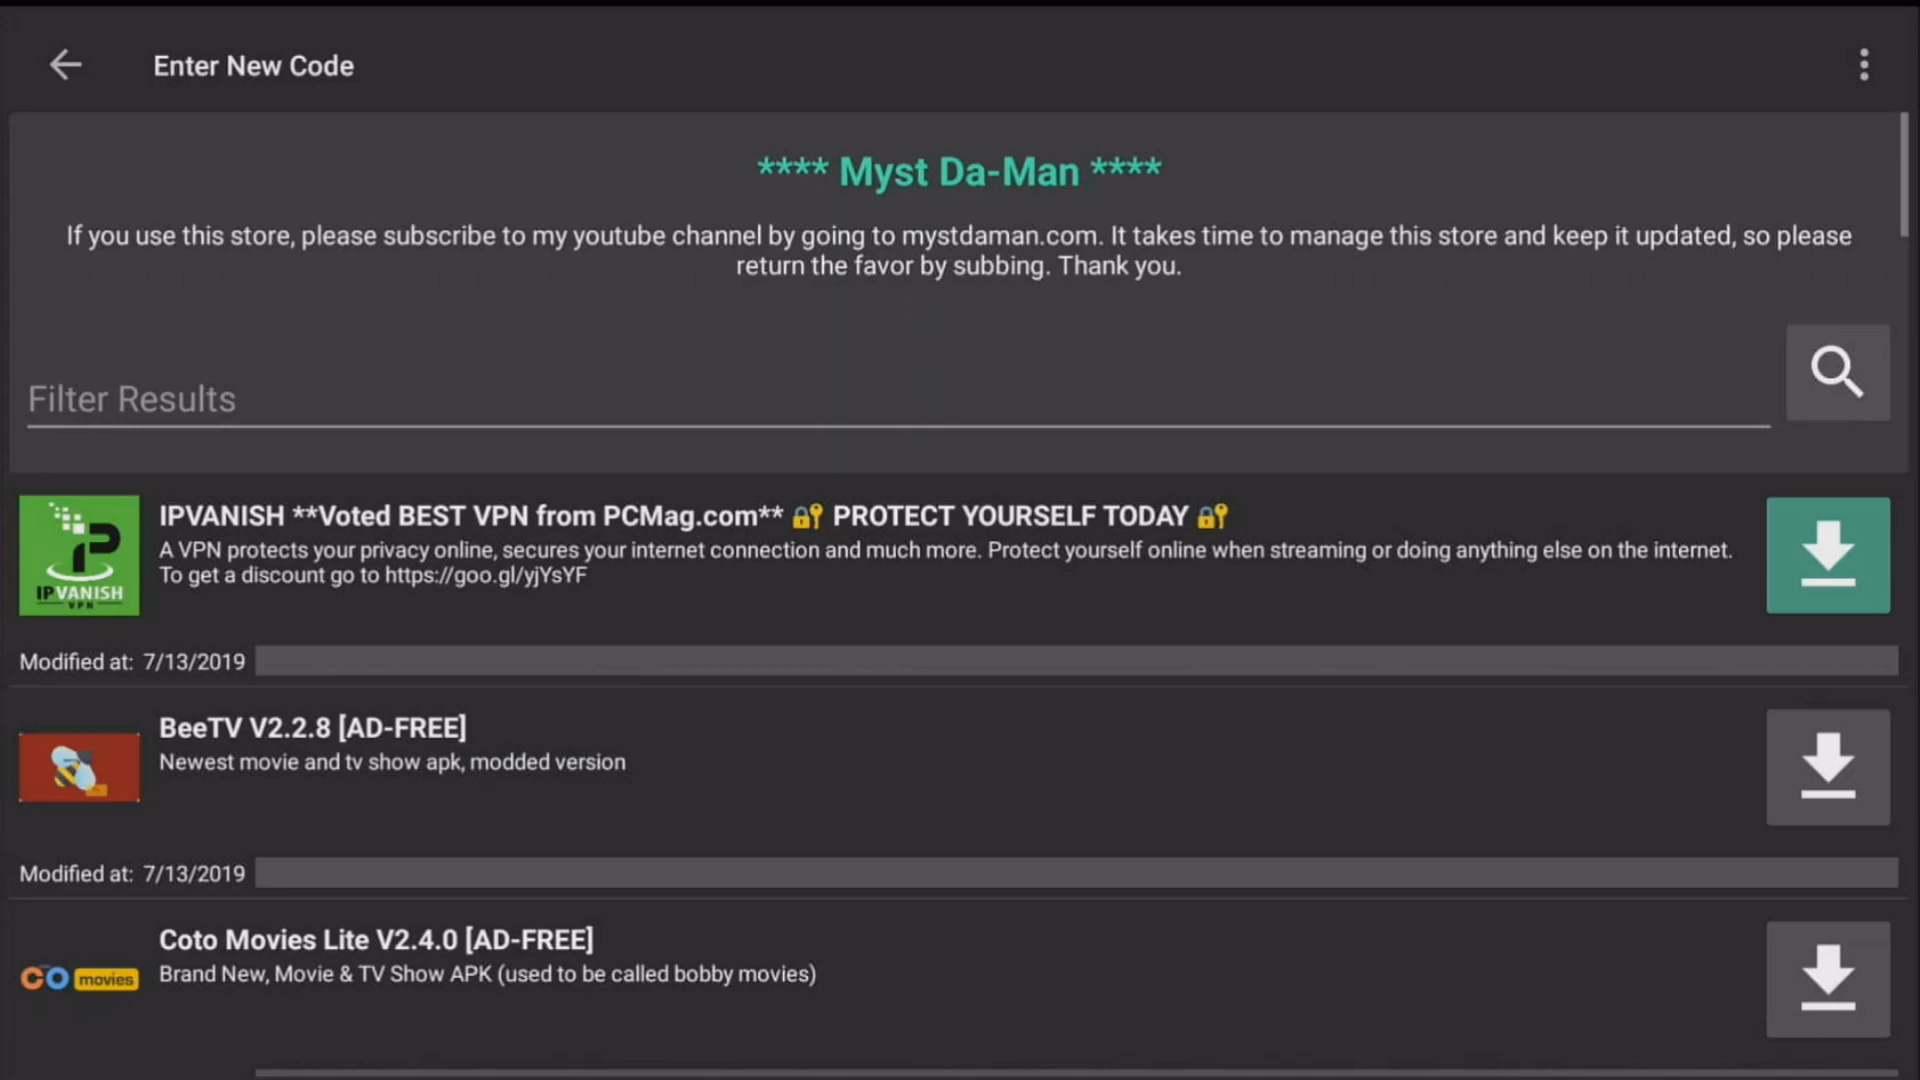 Enter New Code
**** Myst Da-Man ****
If you use this store, please subscribe to my youtube channel by going to mystdaman.com. It takes time to manage this store and keep it updated, so please
return the favor by subbing. Thank you.
Filter Results
IPVANISH **Voted BEST VPN from PCMag.com** 🔐 PROTECT YOURSELF TODAY 🔐
A VPN protects your privacy online, secures your internet connection and much more. Protect yourself online when streaming or doing anything else on the internet.
To get a discount go to https://goo.gl/yjYsYF
IPVANISH
VPN
Modified at: 7/13/2019
BeeTV V2.2.8 [AD-FREE]
Newest movie and tv show apk, modded version
Modified at: 7/13/2019
Coto Movies Lite V2.4.0 [AD-FREE]
Brand New, Movie & TV Show APK (used to be called bobby movies)
CO movies